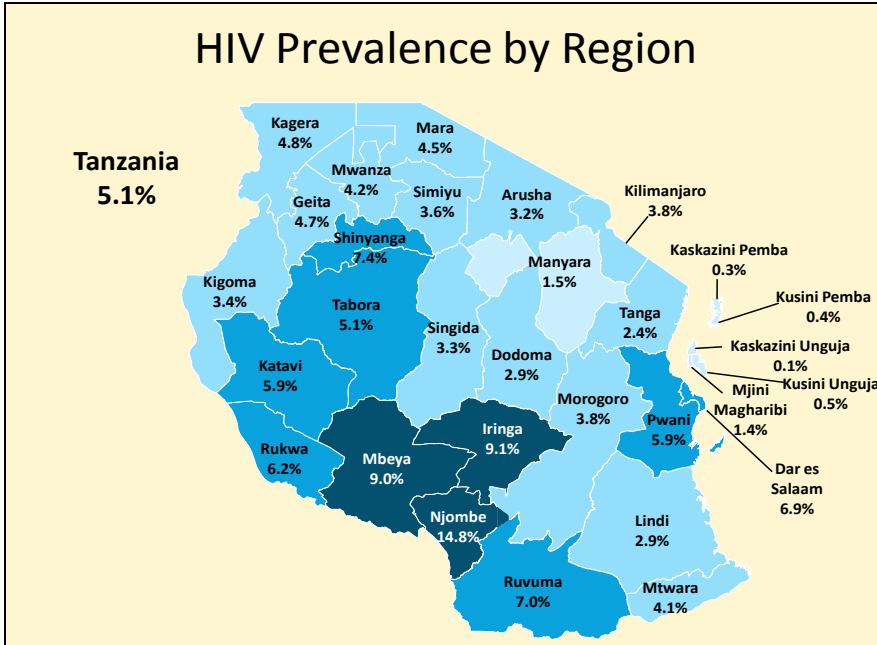 HIV Prevalence by Region
Tanzania
5.1%
Kagera
4.8%
Mara
4.5%
Mwanza
4.2%
Geita
4.7%
Simiyu
3.6%
Arusha
3.2%
Kilimanjaro
3.8%
Shinyanga
7.4%
Kaskazini Pemba
0.3%
Kusini Pemba
0.4%
Kigoma
3.4%
Tabora
5.1%
Singida
3.3%
Manyara
1.5%
Tanga
2.4%
Dodoma
2.9%
Kaskazini Unguja
0.1%
Kusini Unguja
0.5%
Mjini
Magharibi
1.4%
Katavi
5.9%
Morogoro
3.8%
Pwani
5.9%
Rukwa
6.2%
Mbeya
9.0%
Iringa
9.1%
Dar es
Salaam
6.9%
Njombe
14.8%
Lindi
2.9%
Ruvuma
7.0%
Mtwara
4.1%